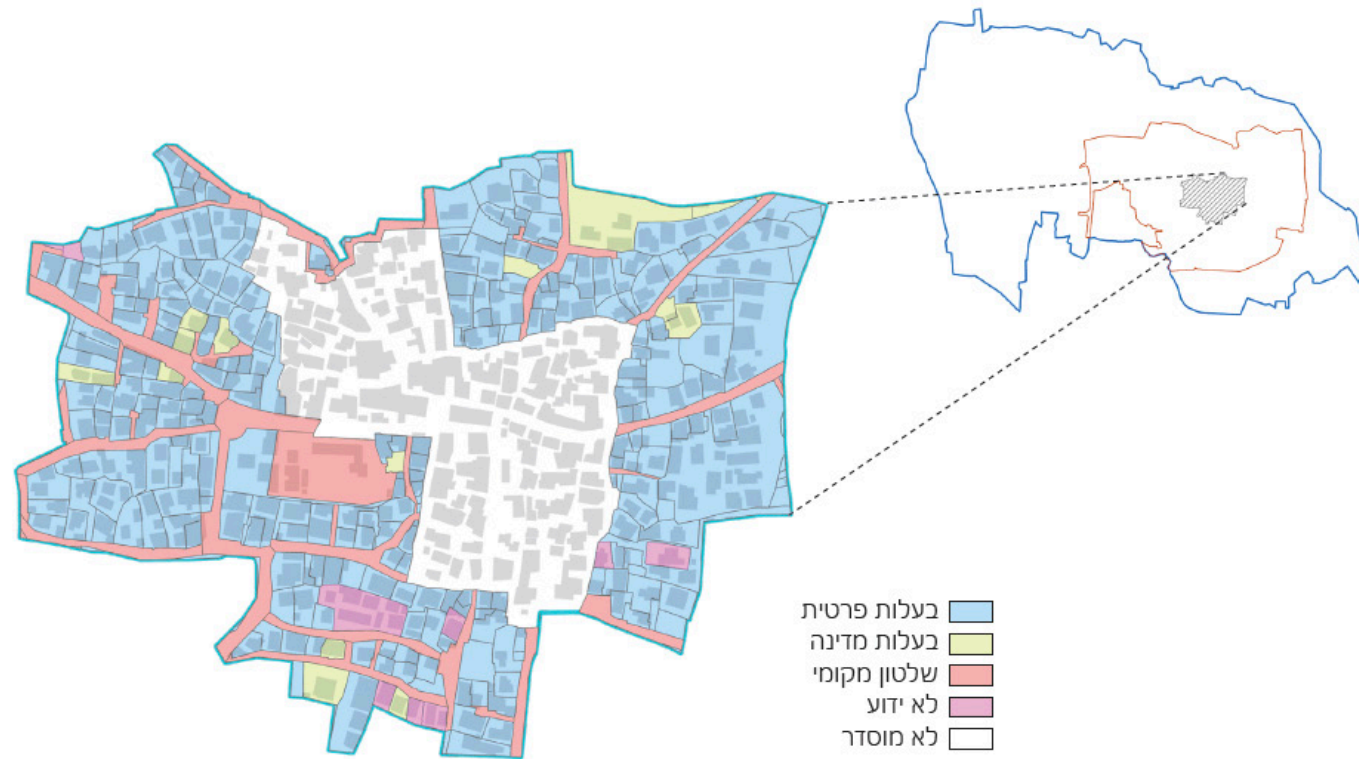 בעלות פרטית
בעלות מדינה
שלטון מקומי
לא ידוע
לא מוסדר